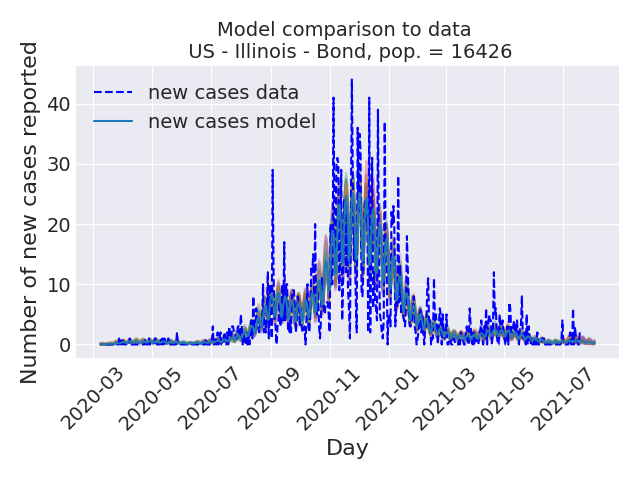 Model comparison to data
US - Illinois - Bond, pop. = 16426
new cases data
new cases model
Number of new cases reported
40
30
20
10
0
2020-03
2020-05
2020-07
2020-09
2020-11
2021-01
2021-03
2021-05
2021-07
Day